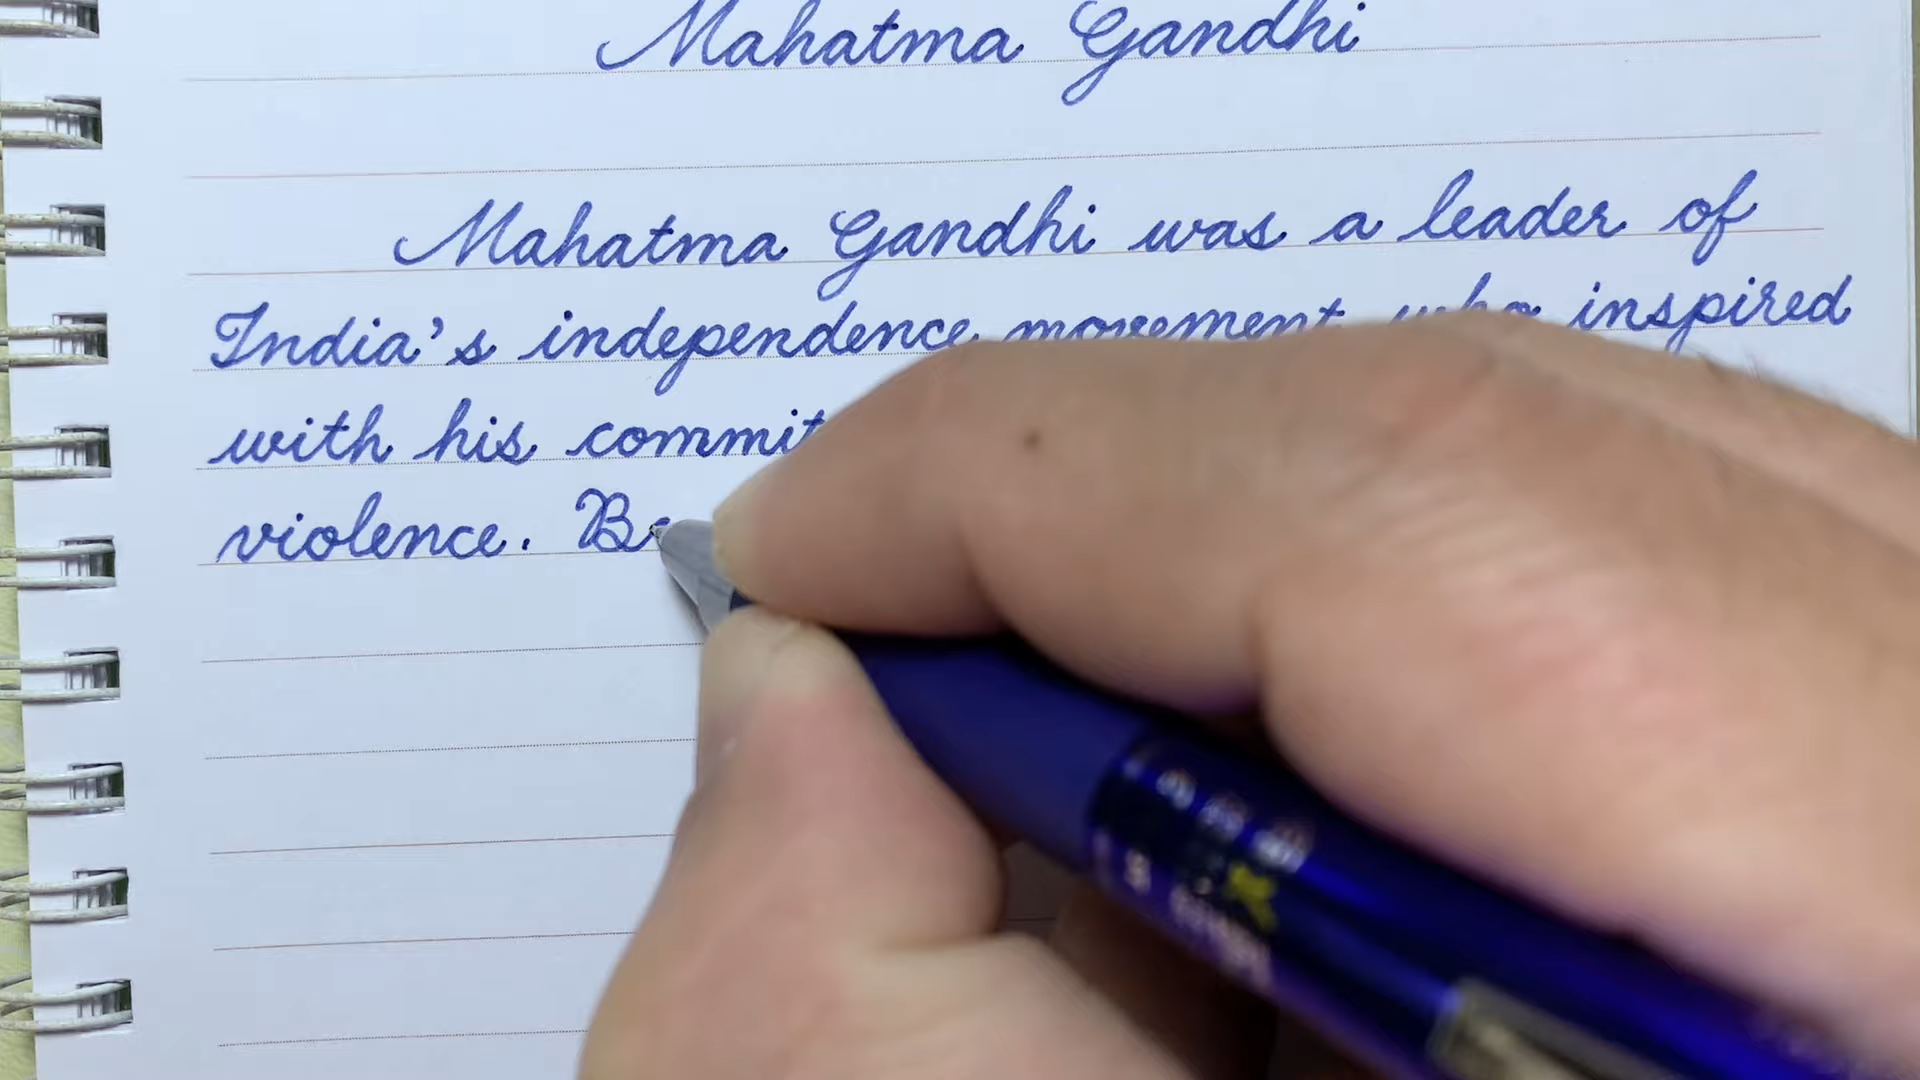 Mahatma Gandhi
Mahatma Gandhi was a leader of
India's independence movement who inspired
with his commit
violence. B